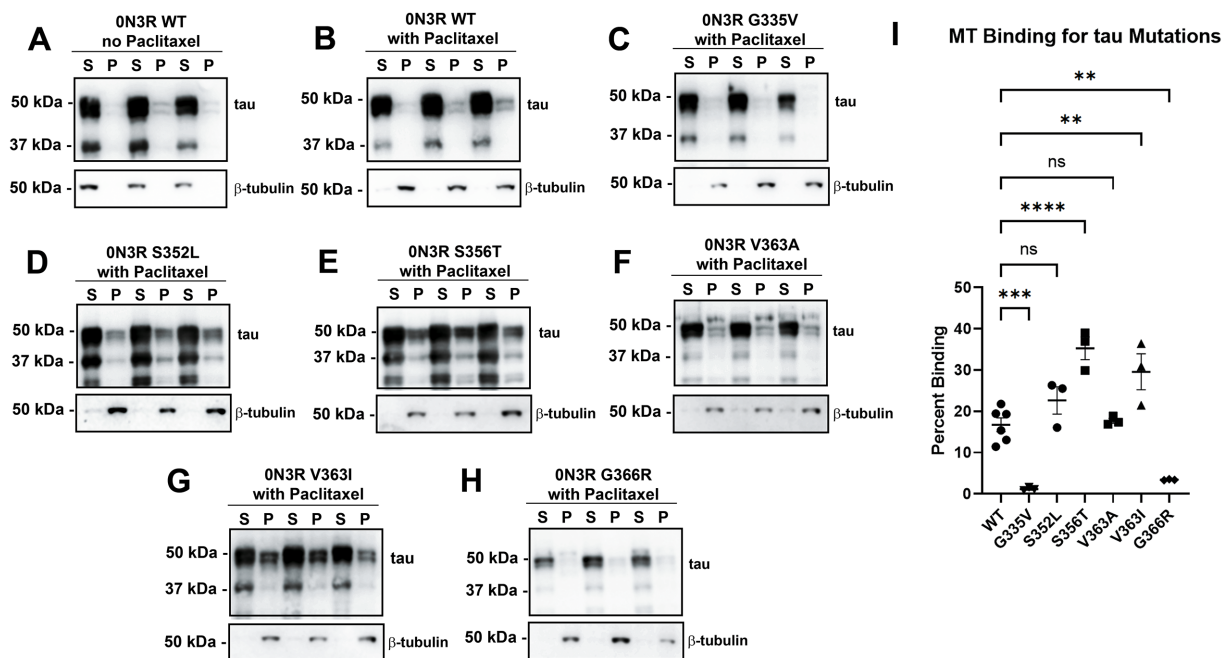 A
0N3R WT
no Paclitaxel
S P S P S P
50 kDa -
tau
37 kDa -
50 kDa -
β-tubulin
B
0N3R WT
with Paclitaxel
S P S P S P
50 kDa -
tau
37 kDa -
50 kDa -
β-tubulin
C
0N3R G335V
with Paclitaxel
S P S P S P
50 kDa -
tau
37 kDa -
50 kDa -
β-tubulin
D
0N3R S352L
with Paclitaxel
S P S P S P
50 kDa -
tau
37 kDa -
50 kDa -
β-tubulin
E
0N3R S356T
with Paclitaxel
S P S P S P
50 kDa -
tau
37 kDa -
50 kDa -
β-tubulin
F
0N3R V363A
with Paclitaxel
S P S P S P
50 kDa -
tau
37 kDa -
50 kDa -
β-tubulin
G
0N3R V363I
with Paclitaxel
S P S P S P
50 kDa -
tau
37 kDa -
50 kDa -
β-tubulin
H
0N3R G366R
with Paclitaxel
S P S P S P
50 kDa -
tau
37 kDa -
50 kDa -
β-tubulin
I
MT Binding for tau Mutations
**
**
ns
****
ns
***
50
40
30
20
10
0
Percent Binding
WT
G335V
S352L
S356T
V363A
V363I
G366R